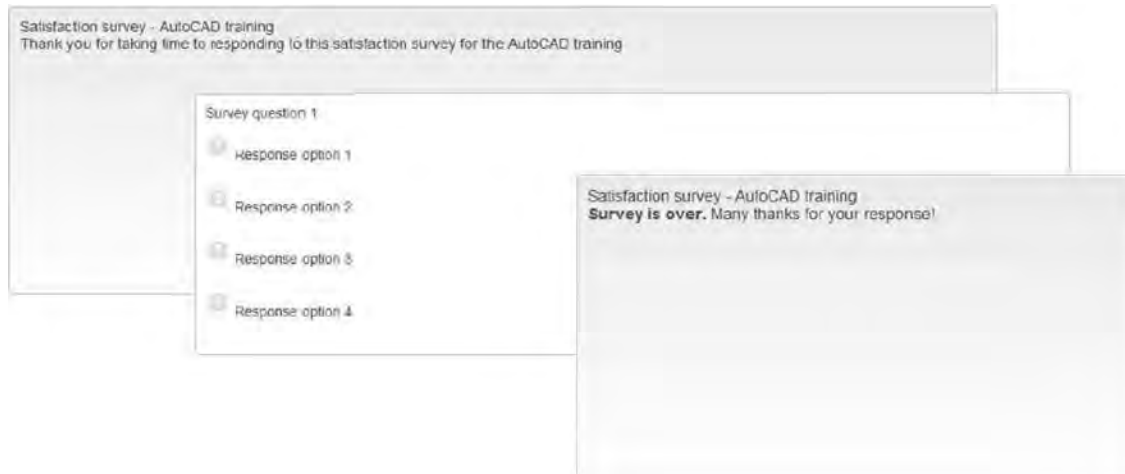 Satisfaction survey - AutoCAD training
Thank you for taking time to responding to this satisfaction survey for the AutoCAD training
Survey question 1
Response option 1
Response option 2
Response option 3
Response option 4
Satisfaction survey - AutoCAD training
Survey is over. Many thanks for your response!